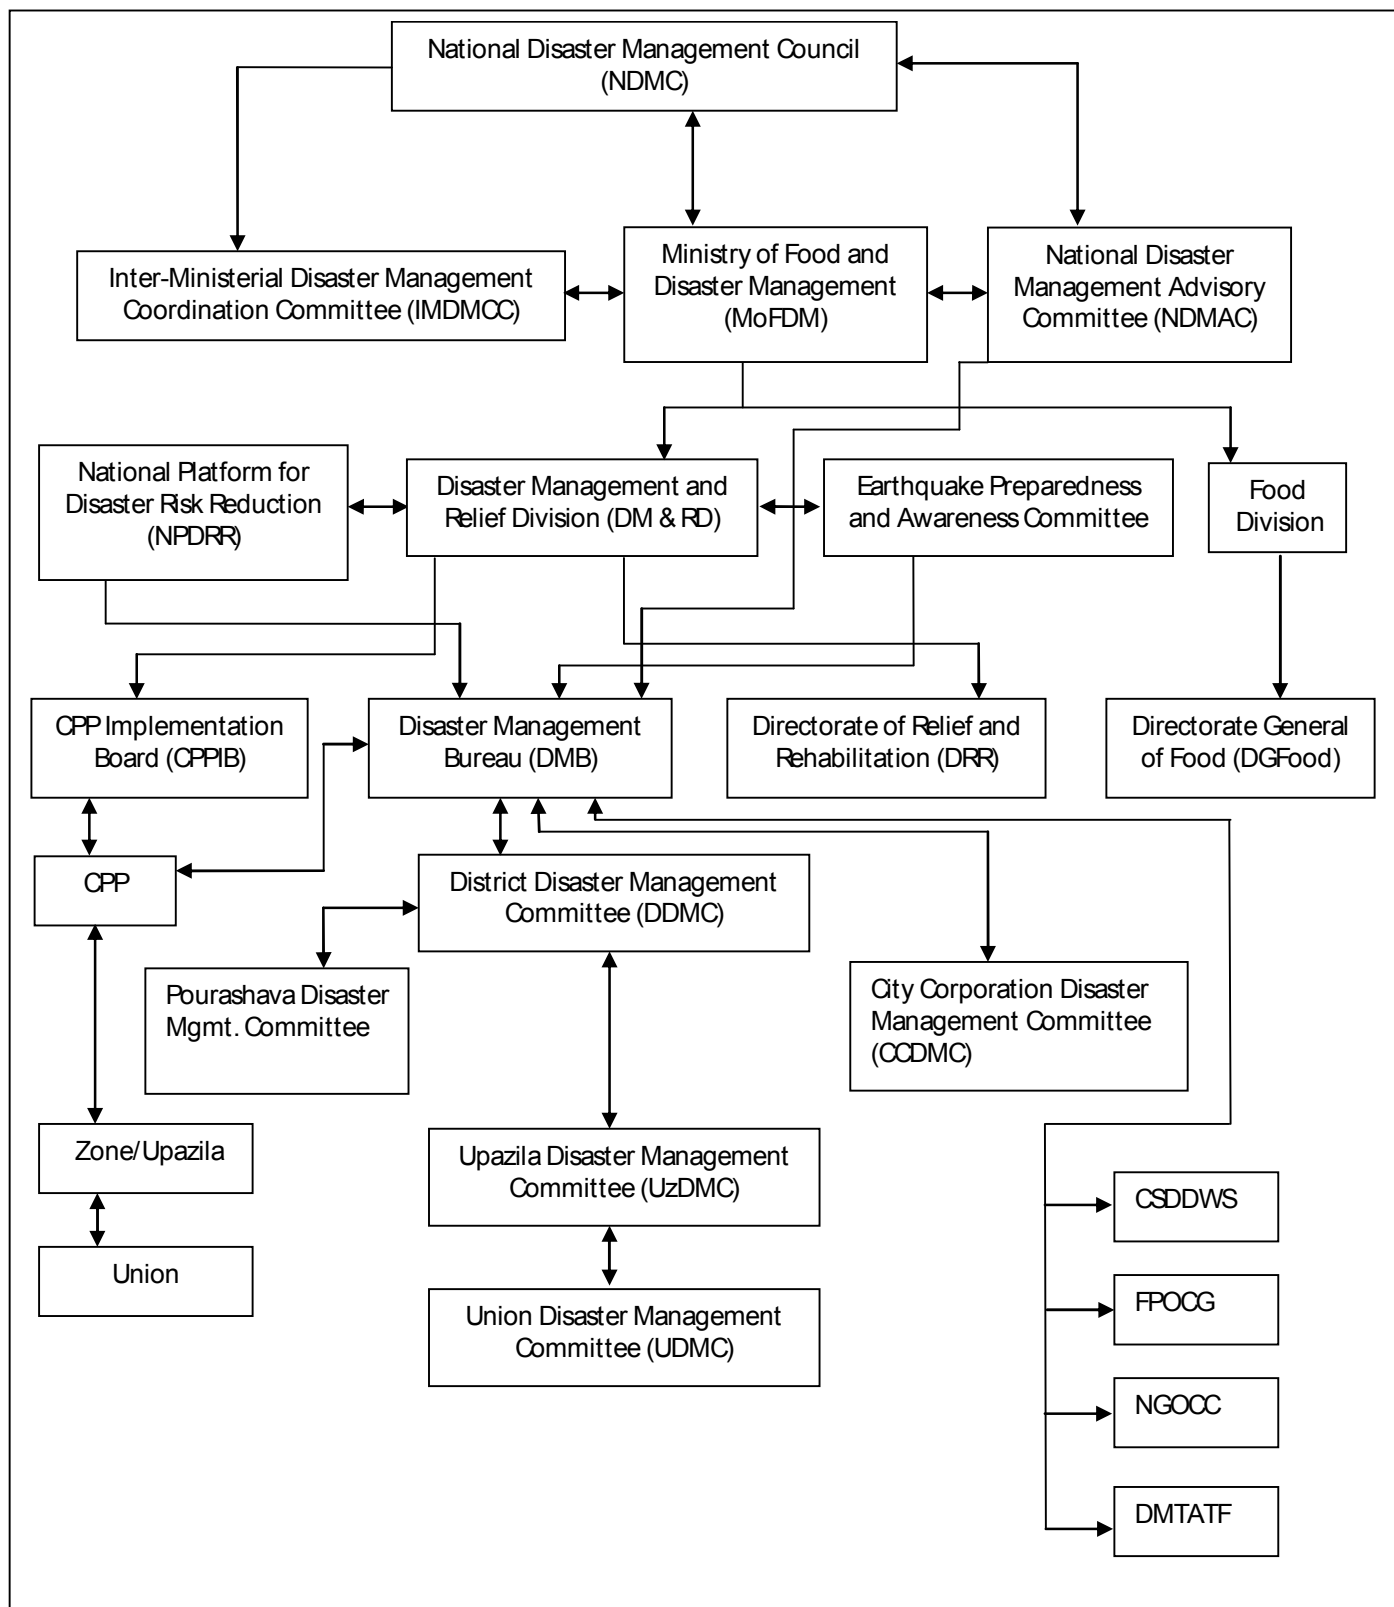 National Disaster Management Council
(NDMC)
Inter-Ministerial Disaster Management
Coordination Committee (IMDMCC)
Ministry of Food and
Disaster Management
(MoFDM)
National Disaster
Management Advisory
Committee (NDMAC)
National Platform for
Disaster Risk Reduction
(NPDRR)
Disaster Management and
Relief Division (DM & RD)
Earthquake Preparedness
and Awareness Committee
Food
Division
CPP Implementation
Board (CPPIB)
Disaster Management
Bureau (DMB)
Directorate of Relief and
Rehabilitation (DRR)
Directorate General
of Food (DGFood)
CPP
District Disaster Management
Committee (DDMC)
Pourashava Disaster
Mgmt. Committee
City Corporation Disaster
Management Committee
(CCDMC)
Zone/Upazila
Upazila Disaster Management
Committee (UzDMC)
CSDDWS
Union
Union Disaster Management
Committee (UDMC)
FPOCG
NGOCC
DMTATF